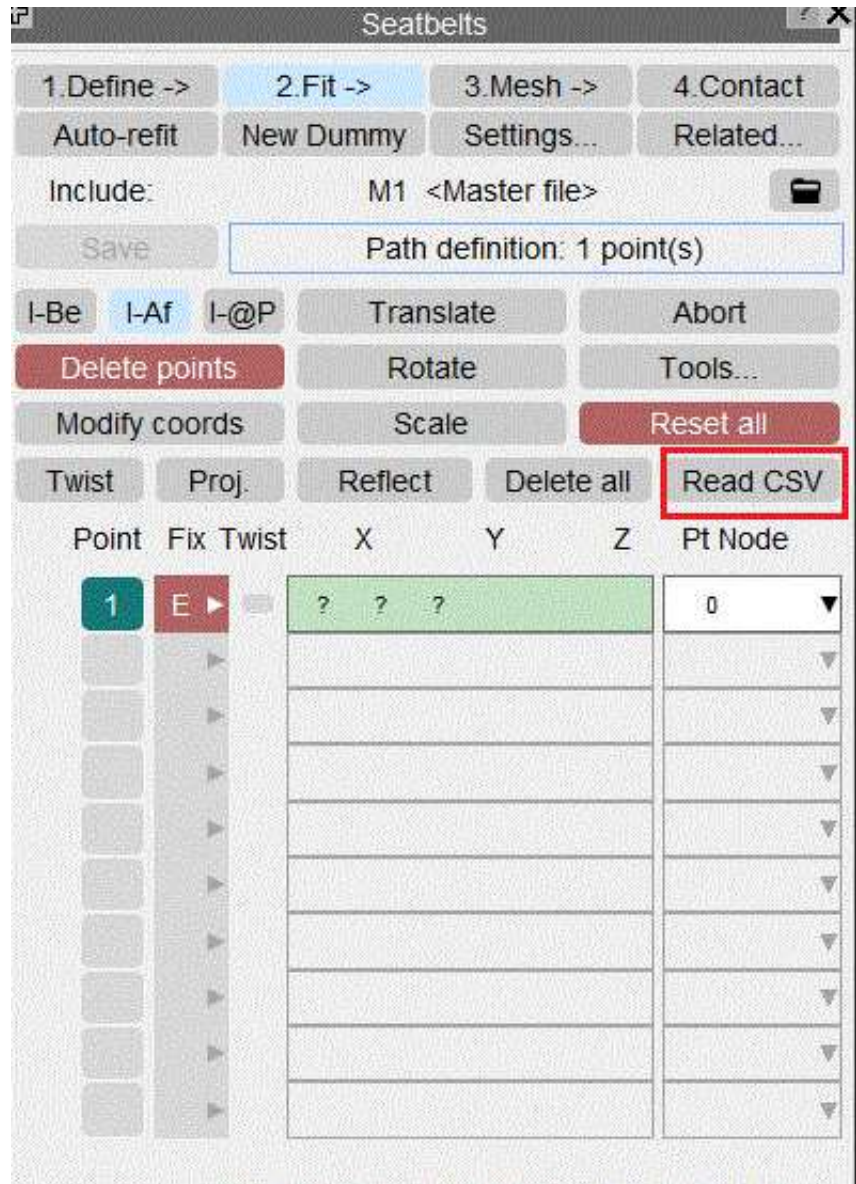 Seatbelts ? X
1.Define -> 2.Fit -> 3.Mesh -> 4.Contact
Auto-refit New Dummy Settings... Related...
Include: M1 <Master file>
Save Path definition: 1 point(s)
I-Be I-Af I-@P Translate Abort
Delete points Rotate Tools...
Modify coords Scale Reset all
Twist Proj. Reflect Delete all Read CSV
Point Fix Twist X Y Z Pt Node
1 E ? ? ? 0